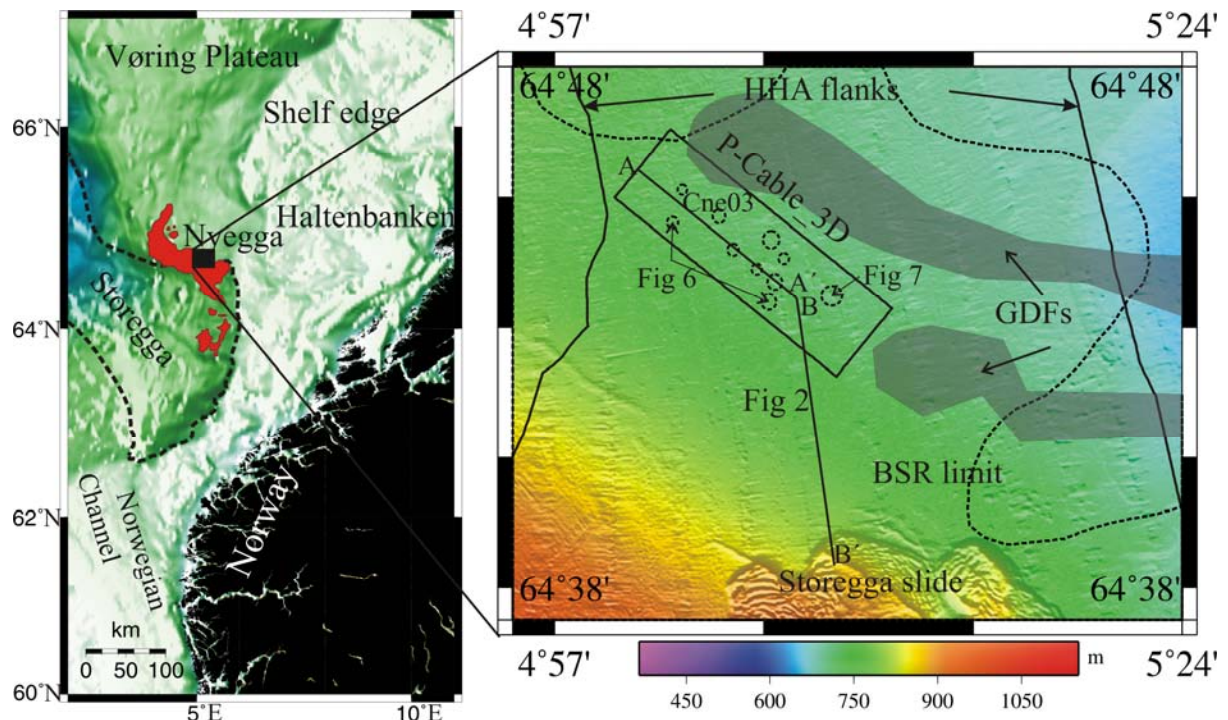 Vøring Plateau
Shelf edge
66˚N
Haltenbanken
Nyegga
Storegga
64˚N
Norwegian
Channel
62˚N
Norway
km
0 50 100
60˚N
5˚E
10˚E
4˚57'
5˚24'
64˚48'
HHA flanks
64˚48'
A
P-Cable_3D
Cne03
Fig 6
A´
B
Fig 7
GDFs
Fig 2
BSR limit
B´
Storegga slide
64˚38'
64˚38'
4˚57'
5˚24'
m
450 600 750 900 1050